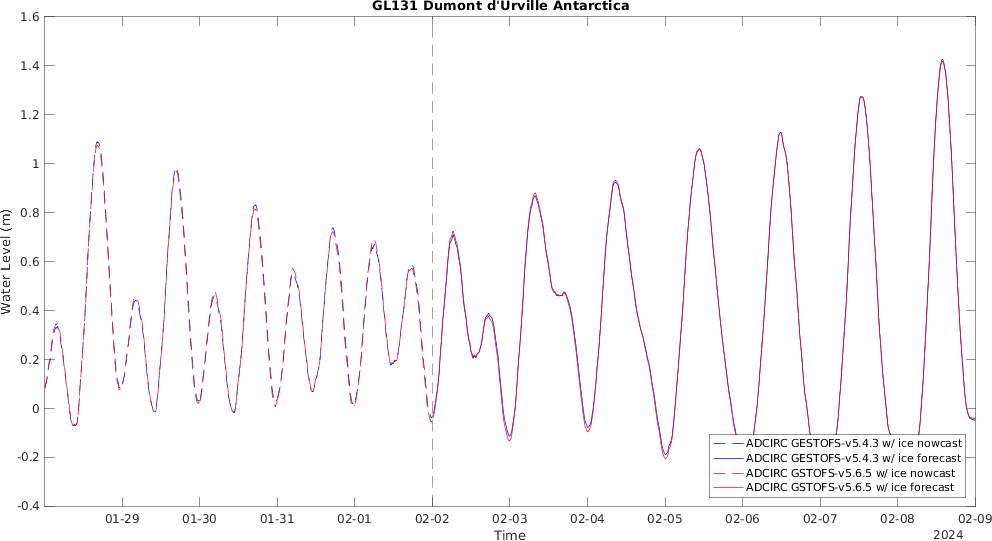 GL131 Dumont d'Urville Antarctica
1.6
1.4
1.2
1
0.8
0.6
0.4
0.2
0
-0.2
-0.4
Water Level (m)
ADCIRC GESTOFS-v5.4.3 w/ ice nowcast
ADCIRC GESTOFS-v5.4.3 w/ ice forecast
ADCIRC GSTOFS-v5.6.5 w/ ice nowcast
ADCIRC GSTOFS-v5.6.5 w/ ice forecast
01-29 01-30 01-31 02-01 02-02 02-03 02-04 02-05 02-06 02-07 02-08 02-09
Time
2024